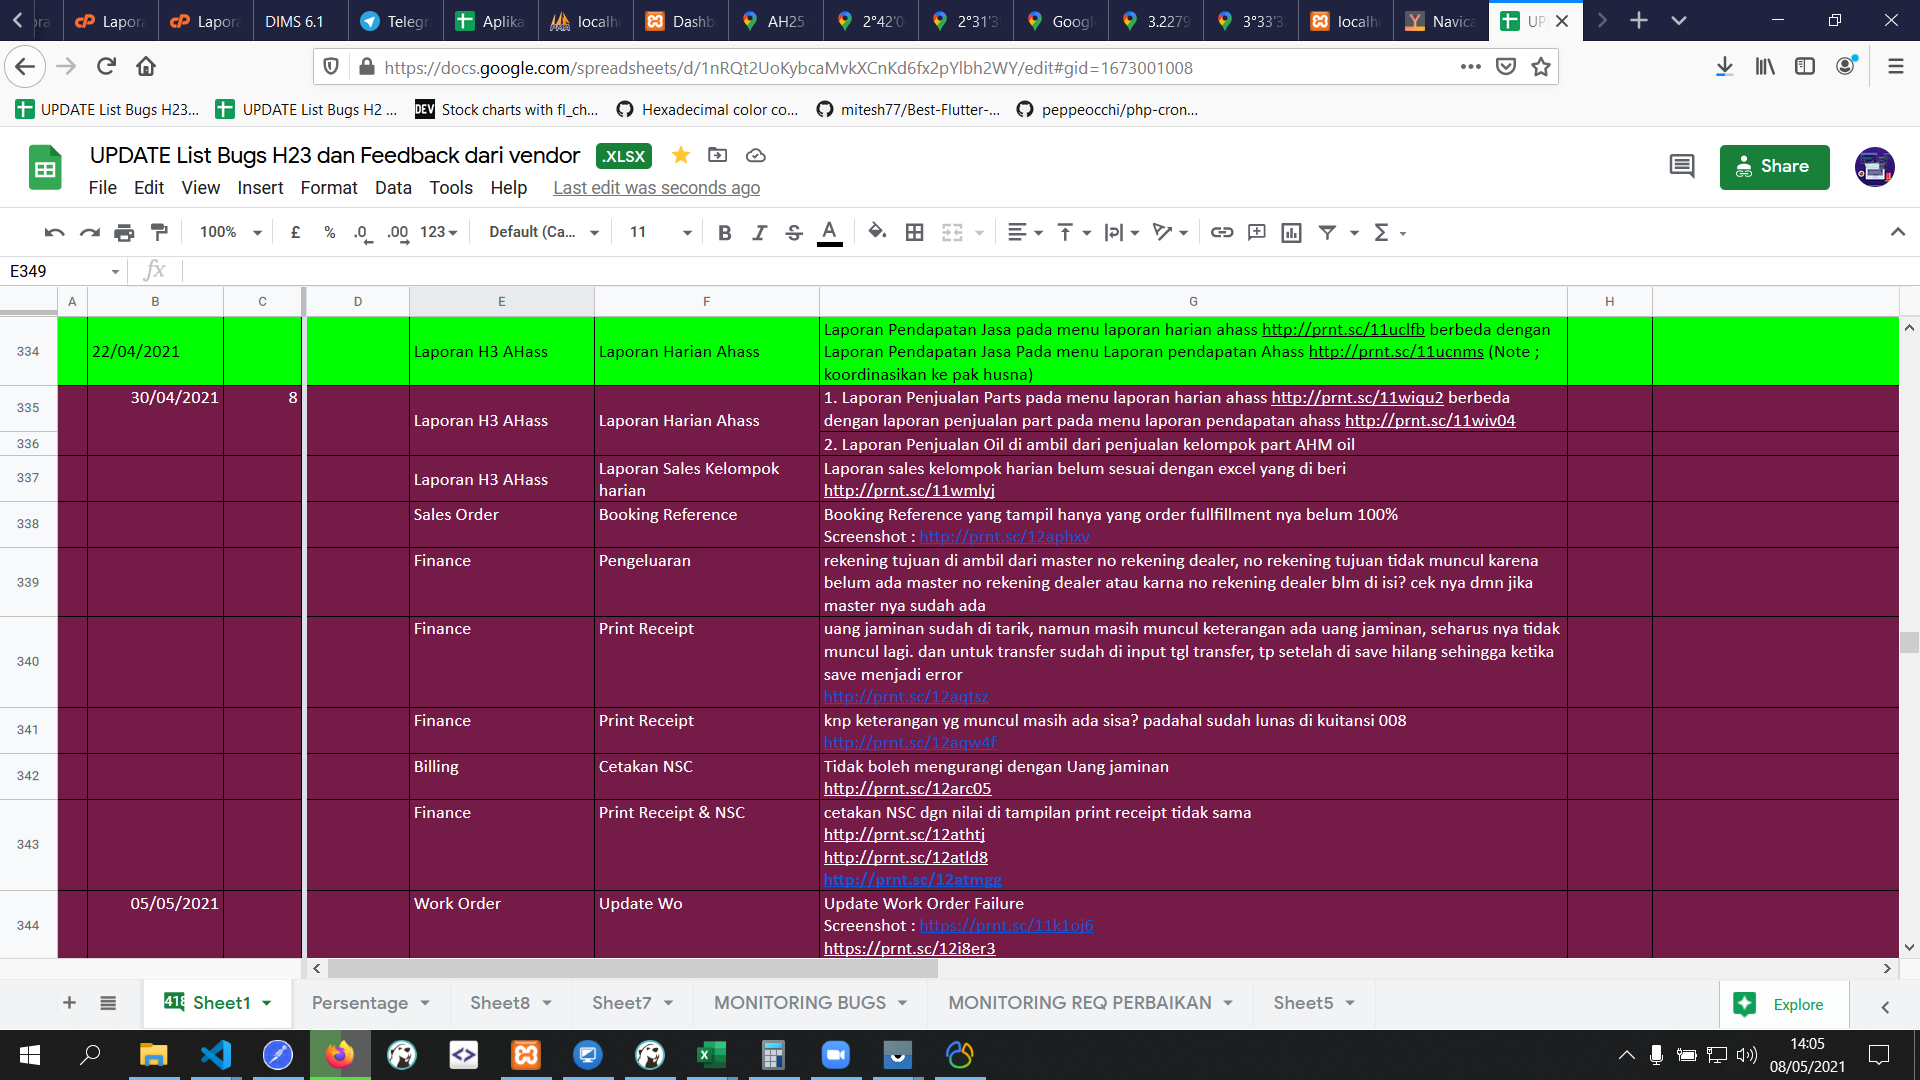 Lapora
Lapora
DIMS 6.1
Telegr
Aplika
localho
Dashb
AH25
2°42'0
2°31'3
Googl
3.2279
3°33'3
localh
Navica
UP
https://docs.google.com/spreadsheets/d/1nRQt2UoKybcaMvkXCnKd6fx2pYlbh2WY/edit#gid=1673001008
UPDATE List Bugs H23...
UPDATE List Bugs H2 ...
DEV Stock charts with fl_ch...
Hexadecimal color co...
mitesh77/Best-Flutter-...
peppeocchi/php-cron...
UPDATE List Bugs H23 dan Feedback dari vendor .XLSX
Share
File Edit View Insert Format Data Tools Help Last edit was seconds ago
100% £ % .0 .00 123 Default (Ca... 11 B I S A
E349 fx
A B C D E F G H
334 22/04/2021 Laporan H3 AHass Laporan Harian Ahass
Laporan Pendapatan Jasa pada menu laporan harian ahass http://prnt.sc/11uclfb berbeda dengan
Laporan Pendapatan Jasa Pada menu Laporan pendapatan Ahass http://prnt.sc/11ucnms (Note ;
koordinasikan ke pak husna)
335 30/04/2021 8 Laporan H3 AHass Laporan Harian Ahass
1. Laporan Penjualan Parts pada menu laporan harian ahass http://prnt.sc/11wiqu2 berbeda
dengan laporan penjualan part pada menu laporan pendapatan ahass http://prnt.sc/11wiv04
336 2. Laporan Penjualan Oil di ambil dari penjualan kelompok part AHM oil
337 Laporan H3 AHass
Laporan Sales Kelompok
harian
Laporan sales kelompok harian belum sesuai dengan excel yang di beri
http://prnt.sc/11wmlyj
338 Sales Order Booking Reference
Booking Reference yang tampil hanya yang order fullfillment nya belum 100%
Screenshot : http://prnt.sc/12aphxv
339 Finance Pengeluaran
rekening tujuan di ambil dari master no rekening dealer, no rekening tujuan tidak muncul karena
belum ada master no rekening dealer atau karna no rekening dealer blm di isi? cek nya dmn jika
master nya sudah ada
340 Finance Print Receipt
uang jaminan sudah di tarik, namun masih muncul keterangan ada uang jaminan, seharus nya tidak
muncul lagi. dan untuk transfer sudah di input tgl transfer, tp setelah di save hilang sehingga ketika
save menjadi error
http://prnt.sc/12aqtsz
341 Finance Print Receipt
knp keterangan yg muncul masih ada sisa? padahal sudah lunas di kuitansi 008
http://prnt.sc/12aqw4f
342 Billing Cetakan NSC
Tidak boleh mengurangi dengan Uang jaminan
http://prnt.sc/12arc05
343 Finance Print Receipt & NSC
cetakan NSC dgn nilai di tampilan print receipt tidak sama
http://prnt.sc/12athtj
http://prnt.sc/12atld8
http://prnt.sc/12atmgg
344 05/05/2021 Work Order Update Wo
Update Work Order Failure
Screenshot : https://prnt.sc/11k1oj6
https://prnt.sc/12i8er3
418 Sheet1 Persentage Sheet8 Sheet7 MONITORING BUGS MONITORING REQ PERBAIKAN Sheet5 Explore
14:05
08/05/2021